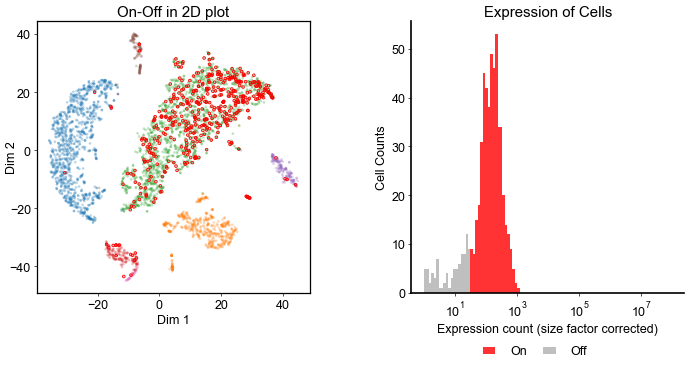 On-Off in 2D plot
Dim 2
40
20
0
−20
−40
−20
0
20
40
Dim 1
Expression of Cells
Cell Counts
50
40
30
20
10
0
10^1
10^3
10^5
10^7
Expression count (size factor corrected)
On
Off